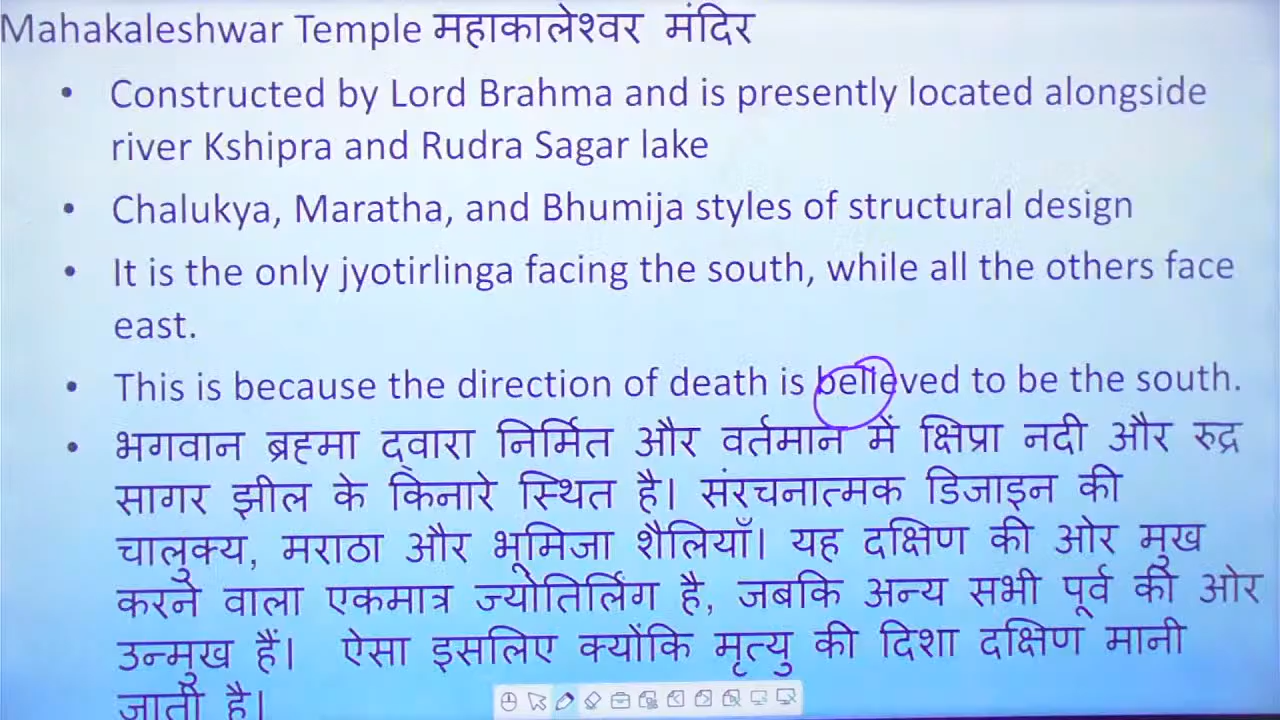 Mahakaleshwar Temple महाकालेश्वर मंदिर
• Constructed by Lord Brahma and is presently located alongside
river Kshipra and Rudra Sagar lake
• Chalukya, Maratha, and Bhumija styles of structural design
• It is the only jyotirlinga facing the south, while all the others face
east.
• This is because the direction of death is believed to be the south.
• भगवान ब्रह्मा द्वारा निर्मित और वर्तमान में क्षिप्रा नदी और रुद्र
सागर झील के किनारे स्थित है। संरचनात्मक डिजाइन की
चालुक्य, मराठा और भूमिजा शैलियाँ। यह दक्षिण की ओर मुख
करने वाला एकमात्र ज्योतिर्लिंग है, जबकि अन्य सभी पूर्व की ओर
उन्मुख हैं। ऐसा इसलिए क्योंकि मृत्यु की दिशा दक्षिण मानी
जाती है।